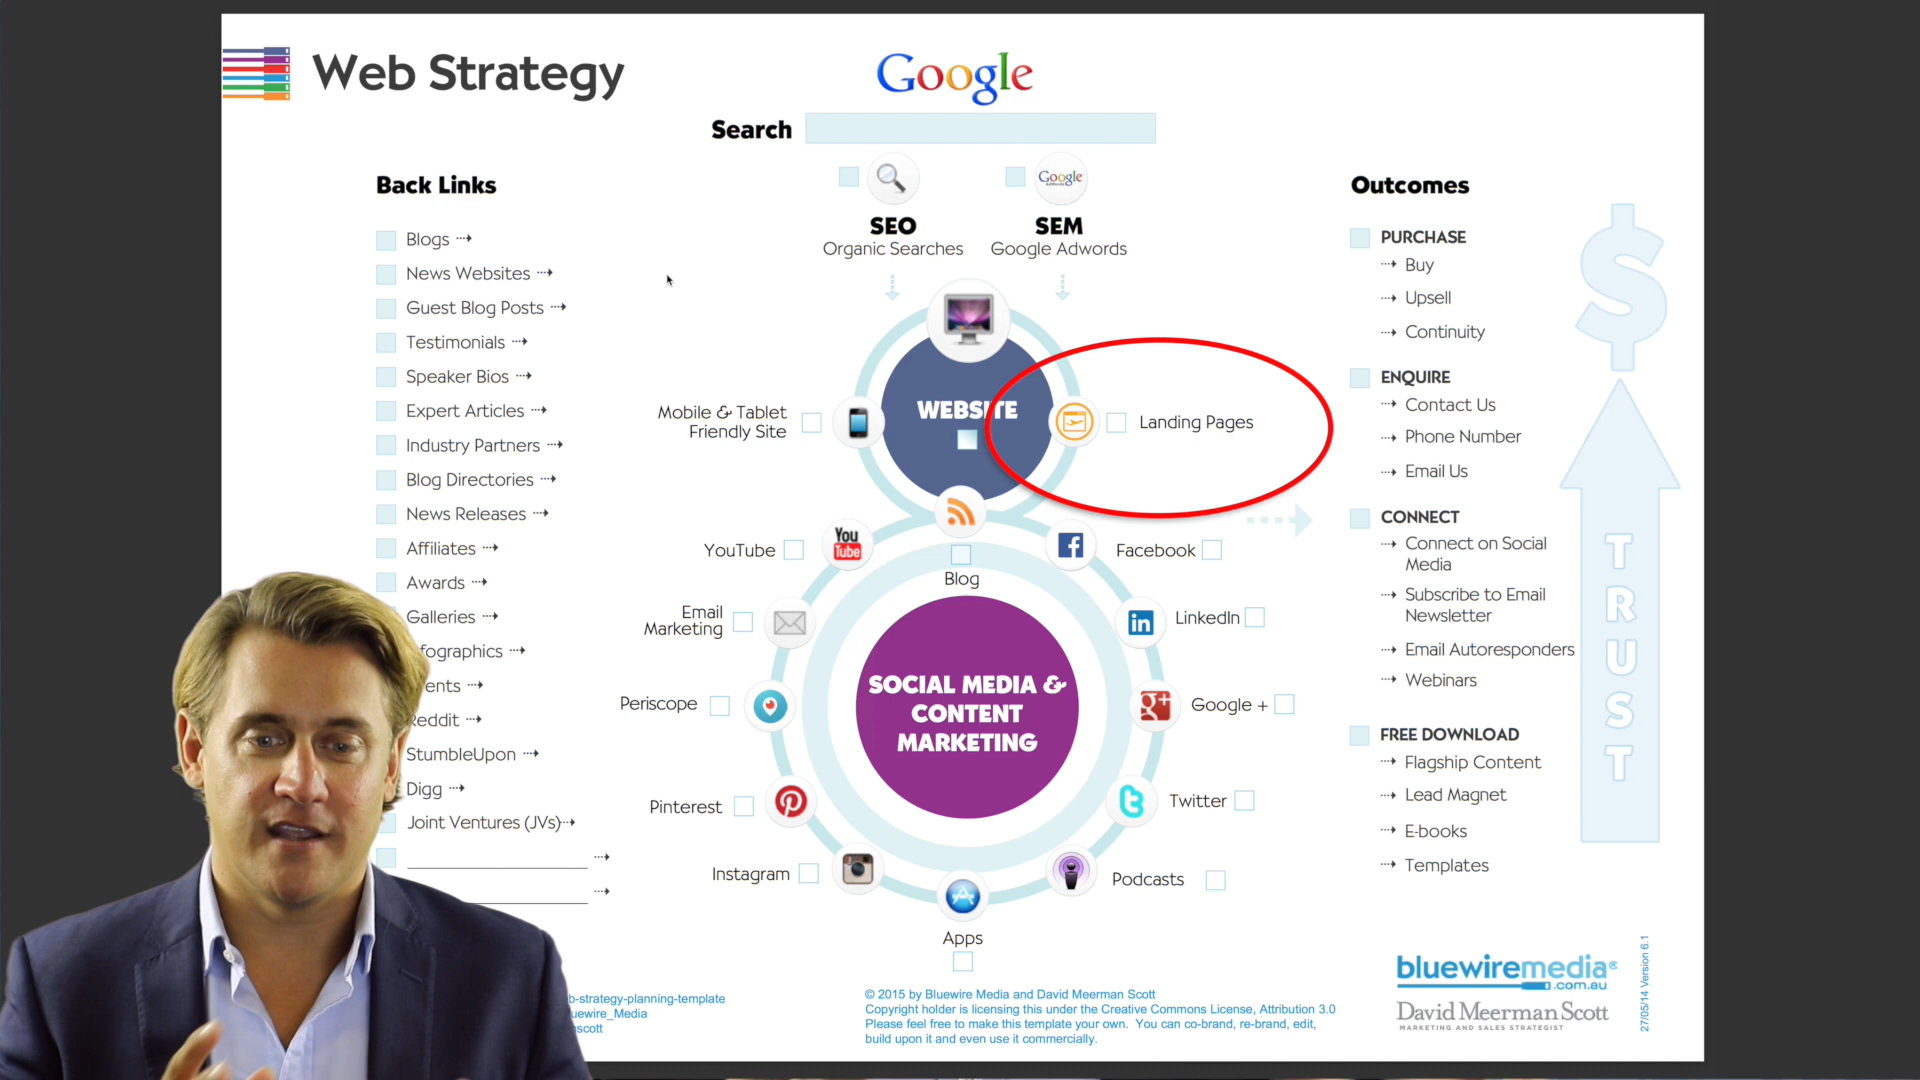 Web Strategy
Google
Search
Google
AdWords
SEO
Organic Searches
SEM
Google Adwords
Back Links
Blogs
News Websites
Guest Blog Posts
Testimonials
Speaker Bios
Expert Articles
Industry Partners
Blog Directories
News Releases
Affiliates
Awards
Galleries
fographics
ents
Reddit
StumbleUpon
Digg
Joint Ventures (JVs)
WEBSITE
Mobile & Tablet
Friendly Site
Landing Pages
You
Tube
YouTube
Blog
Facebook
Email
Marketing
in
LinkedIn
Periscope
SOCIAL MEDIA &
CONTENT
MARKETING
g+
Google +
Pinterest
Twitter
Instagram
Podcasts
Apps
Outcomes
PURCHASE
Buy
Upsell
Continuity
ENQUIRE
Contact Us
Phone Number
Email Us
CONNECT
Connect on Social
Media
Subscribe to Email
Newsletter
Email Autoresponders
Webinars
FREE DOWNLOAD
Flagship Content
Lead Magnet
E-books
Templates
$
TRUST
b-strategy-planning-template
uewire_Media
scott
© 2015 by Bluewire Media and David Meerman Scott
Copyright holder is licensing this under the Creative Commons License, Attribution 3.0
Please feel free to make this template your own. You can co-brand, re-brand, edit,
build upon it and even use it commercially.
bluewiremedia®
.com.au
David Meerman Scott
MARKETING AND SALES STRATEGIST
27/05/14 Version 6.1